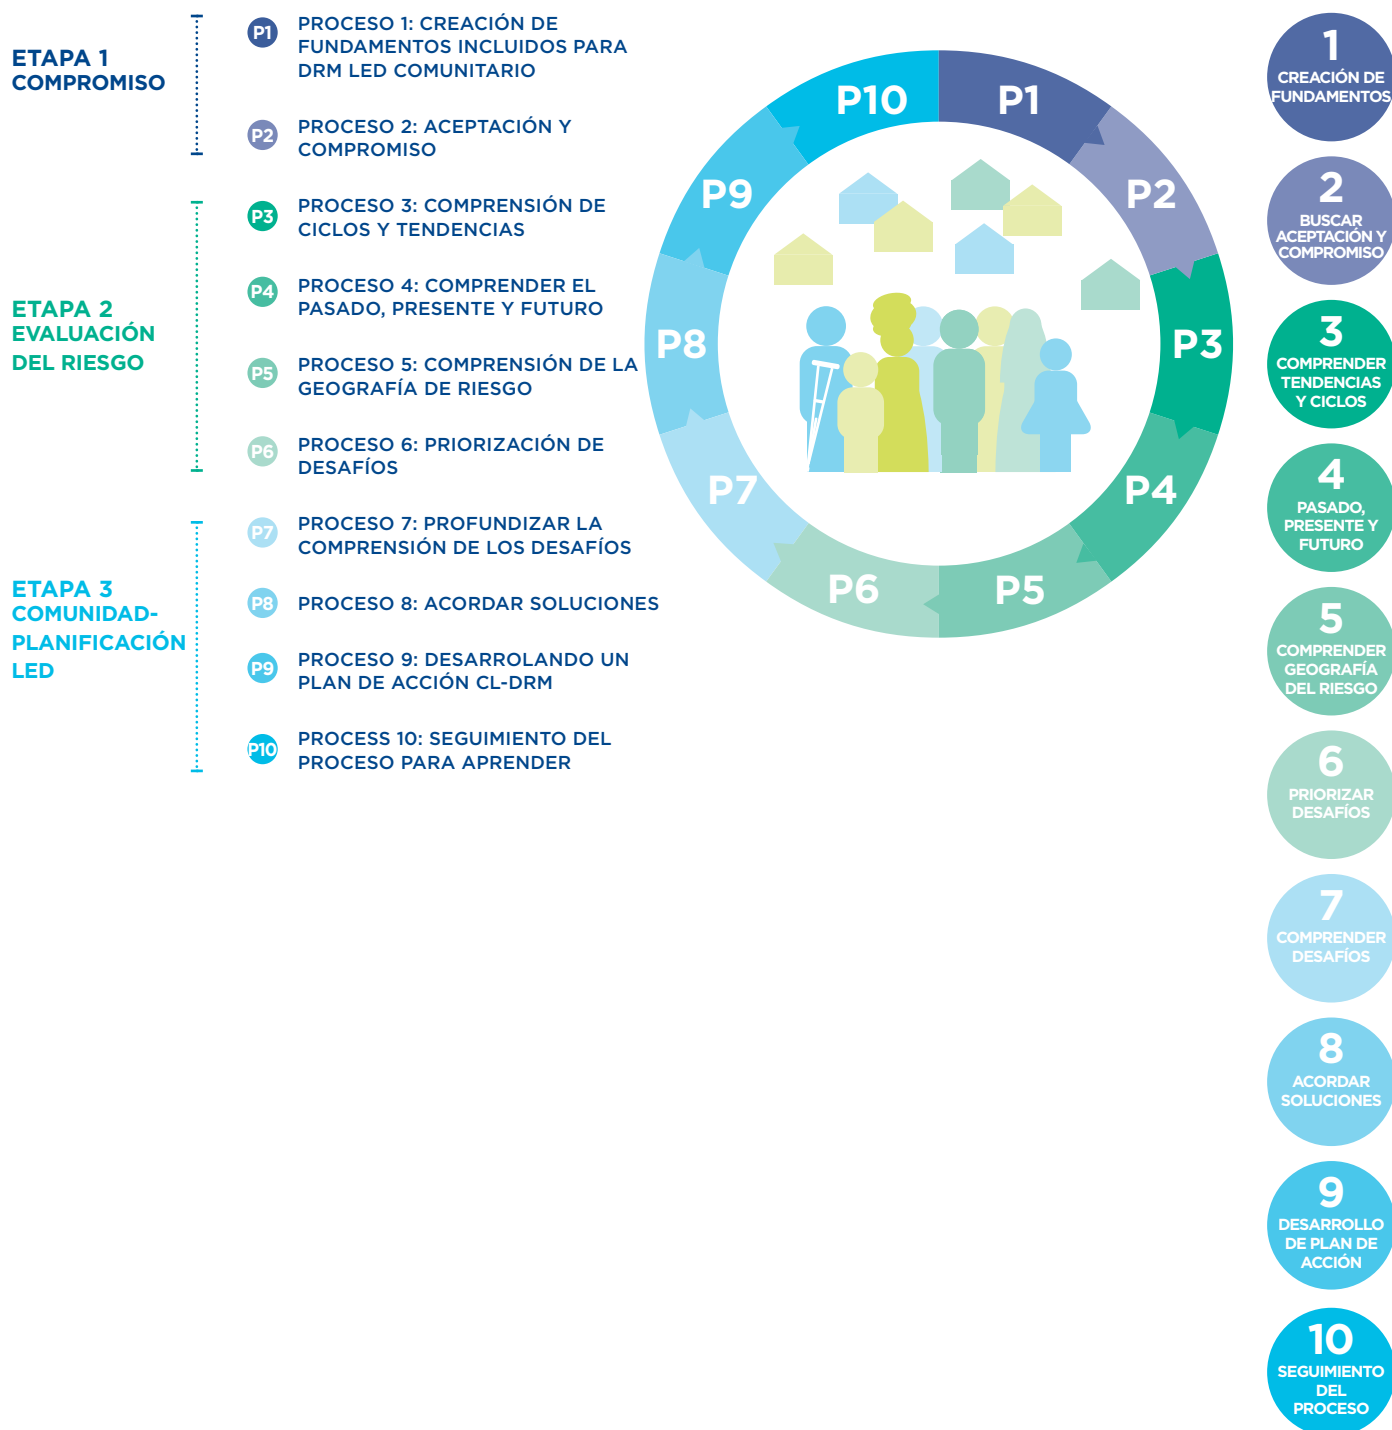 ETAPA 1
COMPROMISO
P1
PROCESO 1: CREACIÓN DE
FUNDAMENTOS INCLUIDOS PARA
DRM LED COMUNITARIO
P2
PROCESO 2: ACEPTACIÓN Y
COMPROMISO
ETAPA 2
EVALUACIÓN
DEL RIESGO
P3
PROCESO 3: COMPRENSIÓN DE
CICLOS Y TENDENCIAS
P4
PROCESO 4: COMPRENDER EL
PASADO, PRESENTE Y FUTURO
P5
PROCESO 5: COMPRENSIÓN DE LA
GEOGRAFÍA DE RIESGO
P6
PROCESO 6: PRIORIZACIÓN DE
DESAFÍOS
ETAPA 3
COMUNIDAD-
PLANIFICACIÓN
LED
P7
PROCESO 7: PROFUNDIZAR LA
COMPRENSIÓN DE LOS DESAFÍOS
P8
PROCESO 8: ACORDAR SOLUCIONES
P9
PROCESO 9: DESARROLANDO UN
PLAN DE ACCIÓN CL-DRM
P10
PROCESS 10: SEGUIMIENTO DEL
PROCESO PARA APRENDER
P1
P2
P3
P4
P5
P6
P7
P8
P9
P10
1
CREACIÓN DE
FUNDAMENTOS
2
BUSCAR
ACEPTACIÓN Y
COMPROMISO
3
COMPRENDER
TENDENCIAS
Y CICLOS
4
PASADO,
PRESENTE Y
FUTURO
5
COMPRENDER
GEOGRAFÍA
DEL RIESGO
6
PRIORIZAR
DESAFÍOS
7
COMPRENDER
DESAFÍOS
8
ACORDAR
SOLUCIONES
9
DESARROLLO
DE PLAN DE
ACCIÓN
10
SEGUIMIENTO
DEL
PROCESO